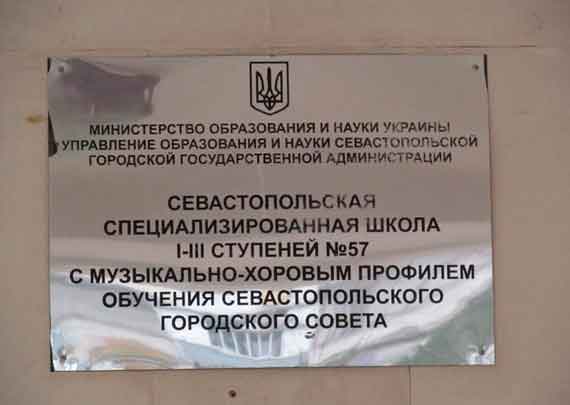 МИНИСТЕРСТВО ОБРАЗОВАНИЯ И НАУКИ УКРАИНЫ
УПРАВЛЕНИЕ ОБРАЗОВАНИЯ И НАУКИ СЕВАСТОПОЛЬСКОЙ
ГОРОДСКОЙ ГОСУДАРСТВЕННОЙ АДМИНИСТРАЦИИ
СЕВАСТОПОЛЬСКАЯ
СПЕЦИАЛИЗИРОВАННАЯ ШКОЛА
I-III СТУПЕНЕЙ №57
С МУЗЫКАЛЬНО-ХОРОВЫМ ПРОФИЛЕМ
ОБУЧЕНИЯ СЕВАСТОПОЛЬСКОГО
ГОРОДСКОГО СОВЕТА